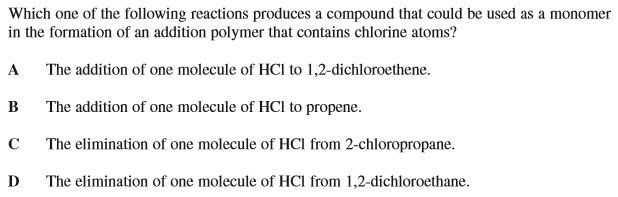 Which one of the following reactions produces a compound that could be used as a monomer
in the formation of an addition polymer that contains chlorine atoms?
A The addition of one molecule of HCl to 1,2-dichloroethene.
B The addition of one molecule of HCl to propene.
C The elimination of one molecule of HCl from 2-chloropropane.
D The elimination of one molecule of HCl from 1,2-dichloroethane.